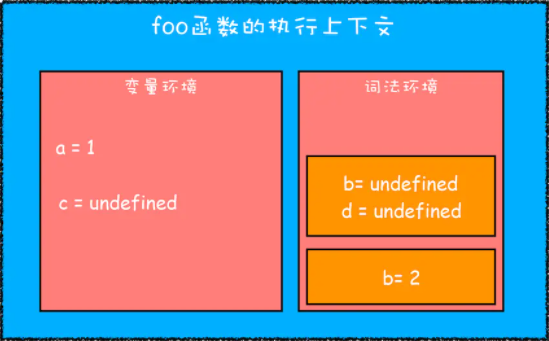 foo函数的执行上下文
变量环境
a = 1
c = undefined
词法环境
b= undefined
d = undefined
b= 2